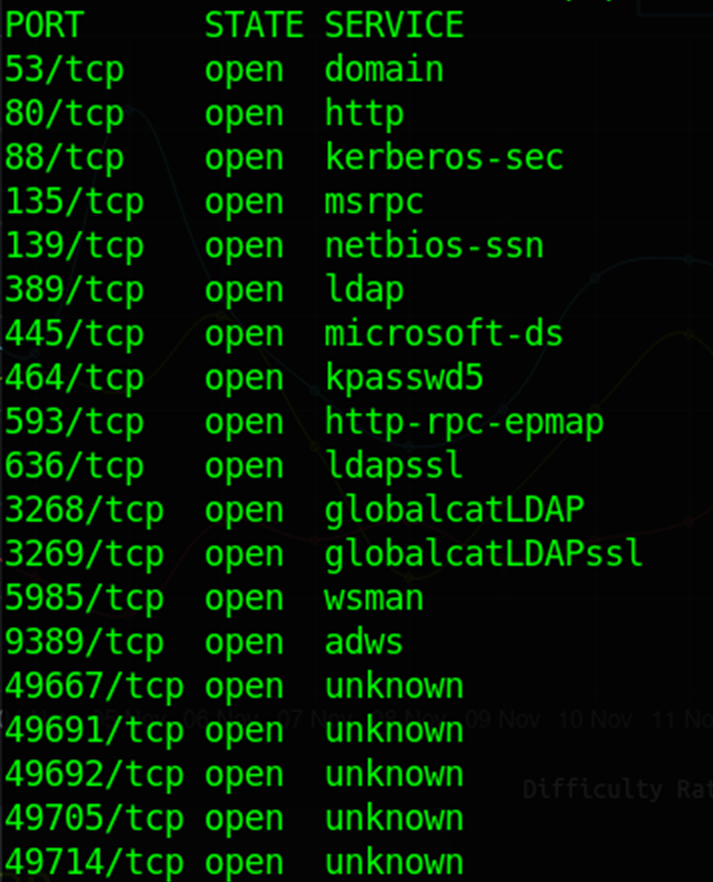 PORT STATE SERVICE
53/tcp open domain
80/tcp open http
88/tcp open kerberos-sec
135/tcp open msrpc
139/tcp open netbios-ssn
389/tcp open ldap
445/tcp open microsoft-ds
464/tcp open kpasswd5
593/tcp open http-rpc-epmap
636/tcp open ldapssl
3268/tcp open globalcatLDAP
3269/tcp open globalcatLDAPssl
5985/tcp open wsman
9389/tcp open adws
49667/tcp open unknown
06 Nov 07 Nov 09 Nov 10 Nov 11
49691/tcp open unknown
49692/tcp open unknown
Difficulty
49705/tcp open unknown
49714/tcp open unknown